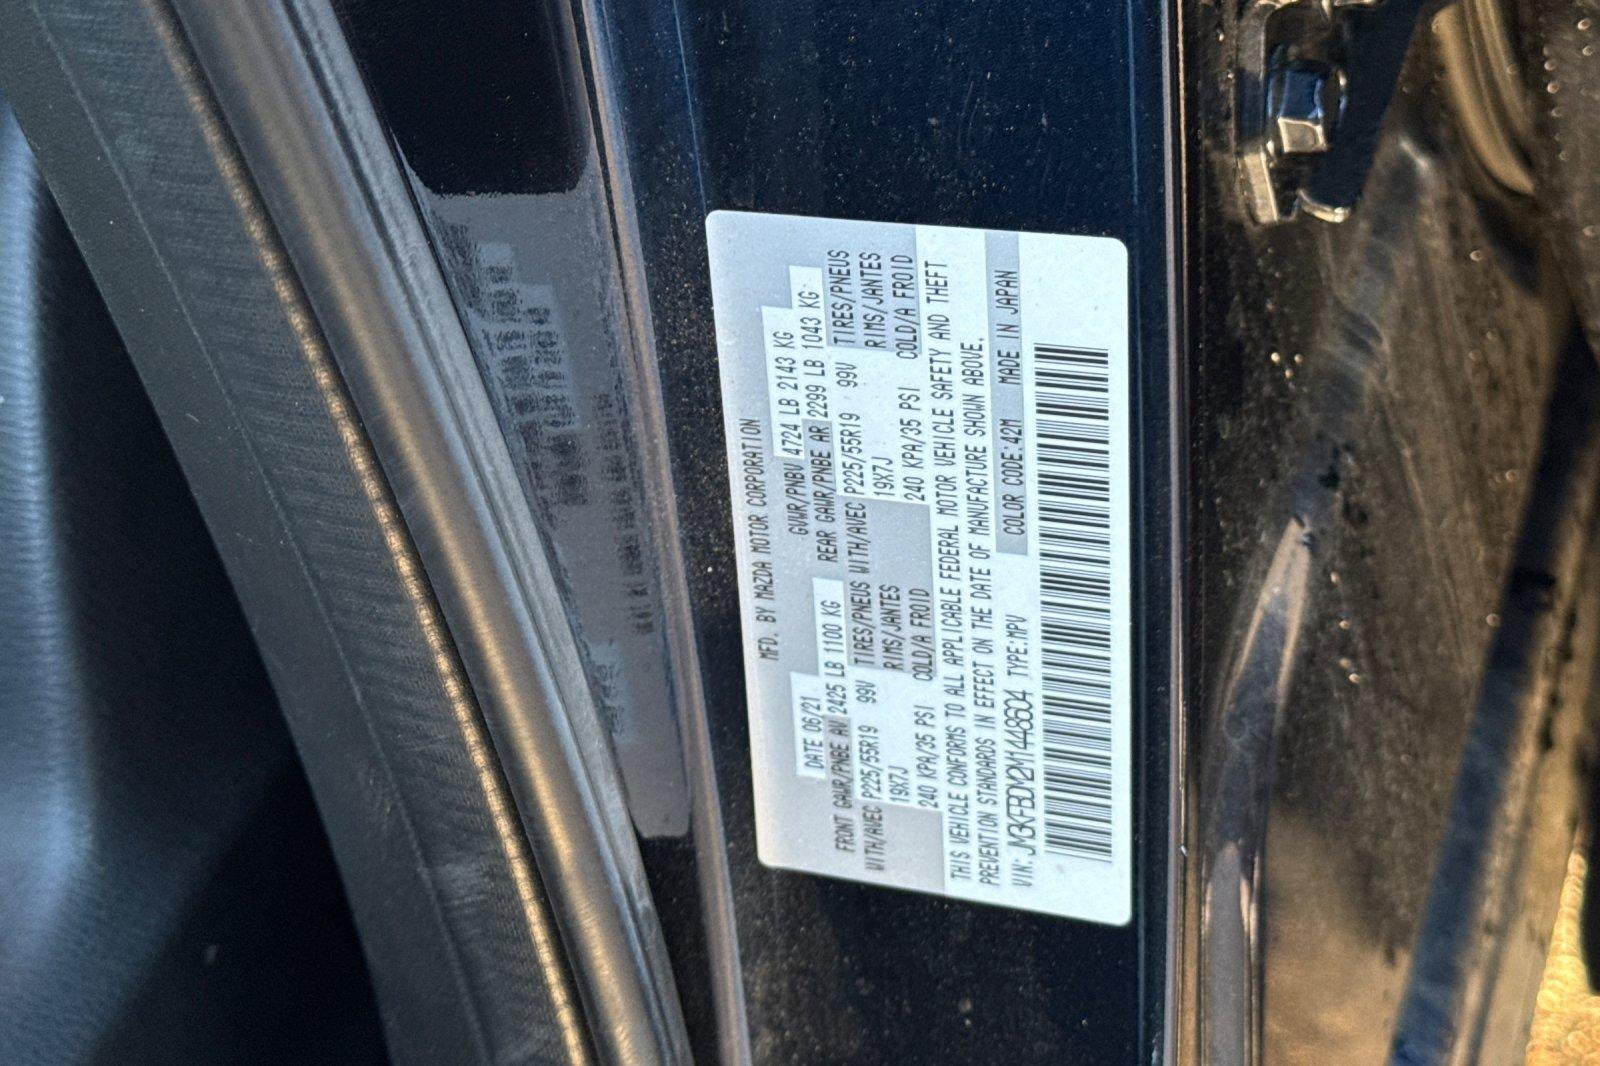 MFD. BY MAZDA MOTOR CORPORATION
DATE 06/21 GVWR/PNBV 4724 LB 2143 KG
FRONT GAWR/PNBE AV 2425 LB 1100 KG REAR GAWR/PNBE AR 2299 LB 1043 KG
WITH/AVEC P225/55R19 99V TIRES/PNEUS WITH/AVEC P225/55R19 99V TIRES/PNEUS
19X7J RIMS/JANTES 19X7J RIMS/JANTES
240 KPA/35 PSI COLD/A FROID 240 KPA/35 PSI COLD/A FROID
THIS VEHICLE CONFORMS TO ALL APPLICABLE FEDERAL MOTOR VEHICLE SAFETY AND THEFT
PREVENTION STANDARDS IN EFFECT ON THE DATE OF MANUFACTURE SHOWN ABOVE.
VIN: JM3KFBDY2M1448604 TYPE:MPV COLOR CODE:42M MADE IN JAPAN